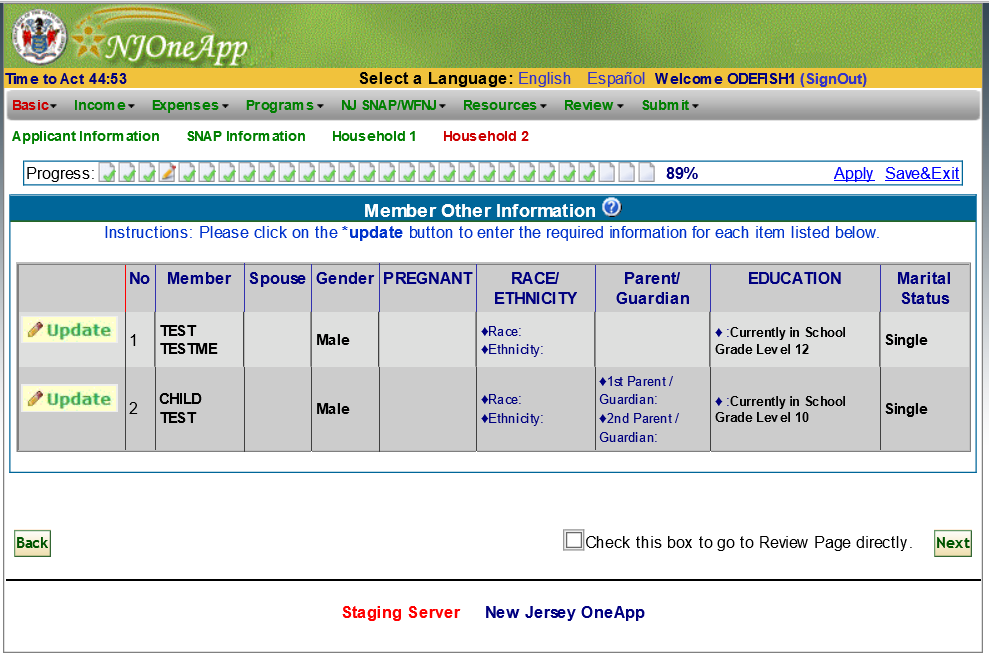 NJOneApp
Time to Act 44:53 Select a Language: English Español Welcome ODEFISH1 (SignOut)
Basic Income Expenses Programs NJ SNAP/WFNJ Resources Review Submit
Applicant Information SNAP Information Household 1 Household 2
Progress: 89% Apply Save&Exit
Member Other Information ?
Instructions: Please click on the *update button to enter the required information for each item listed below.
No Member Spouse Gender PREGNANT RACE/ Parent/ EDUCATION Marital
ETHNICITY Guardian Status
Update 1 TEST Male ♦Race: ♦ :Currently in School Single
TESTME ♦Ethnicity: Grade Level 12
♦1st Parent /
Update 2 CHILD Male ♦Race: Guardian: ♦ :Currently in School Single
TEST ♦Ethnicity: ♦2nd Parent / Grade Level 10
Guardian:
Back Check this box to go to Review Page directly. Next
Staging Server New Jersey OneApp